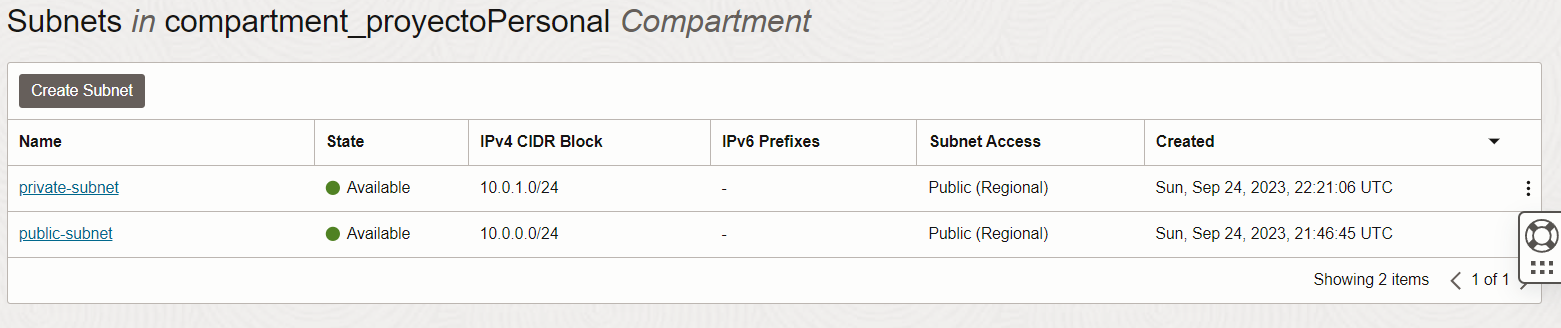 Subnets in compartment_proyectoPersonal Compartment
Create Subnet
Name State IPv4 CIDR Block IPv6 Prefixes Subnet Access Created
private-subnet Available 10.0.1.0/24 - Public (Regional) Sun, Sep 24, 2023, 22:21:06 UTC
public-subnet Available 10.0.0.0/24 - Public (Regional) Sun, Sep 24, 2023, 21:46:45 UTC
Showing 2 items 1 of 1